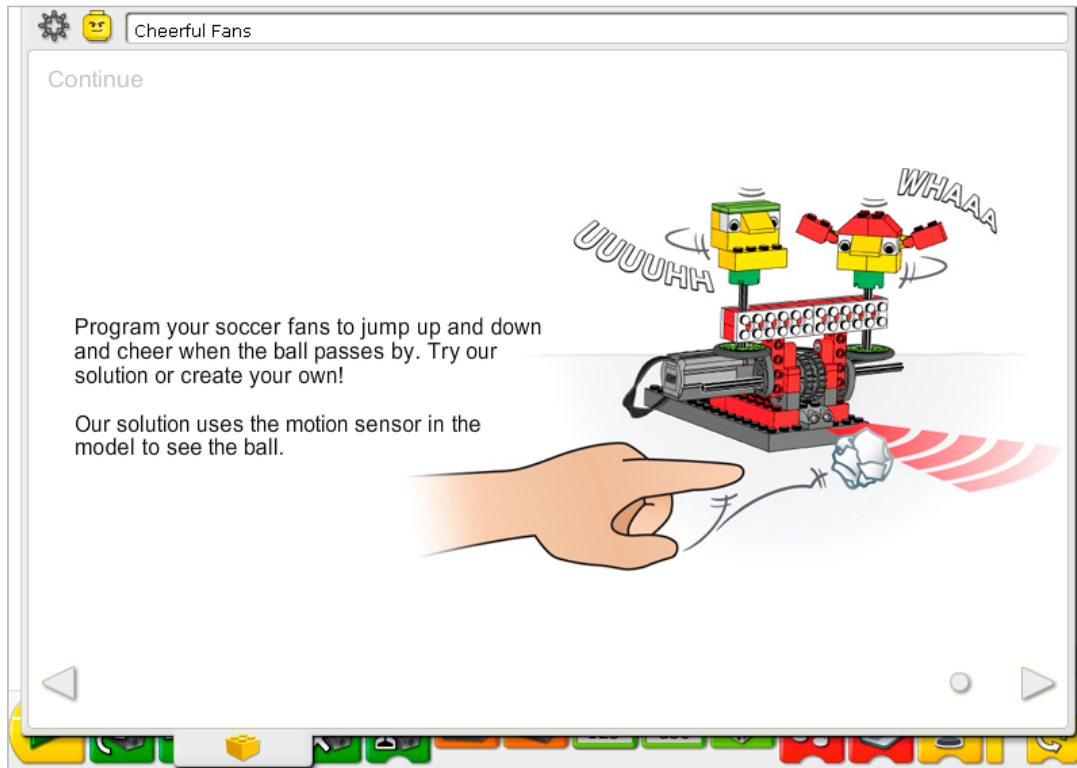 Cheerful Fans
Continue
WHAAA
UUUUHH
Program your soccer fans to jump up and down
and cheer when the ball passes by. Try our
solution or create your own!
Our solution uses the motion sensor in the
model to see the ball.